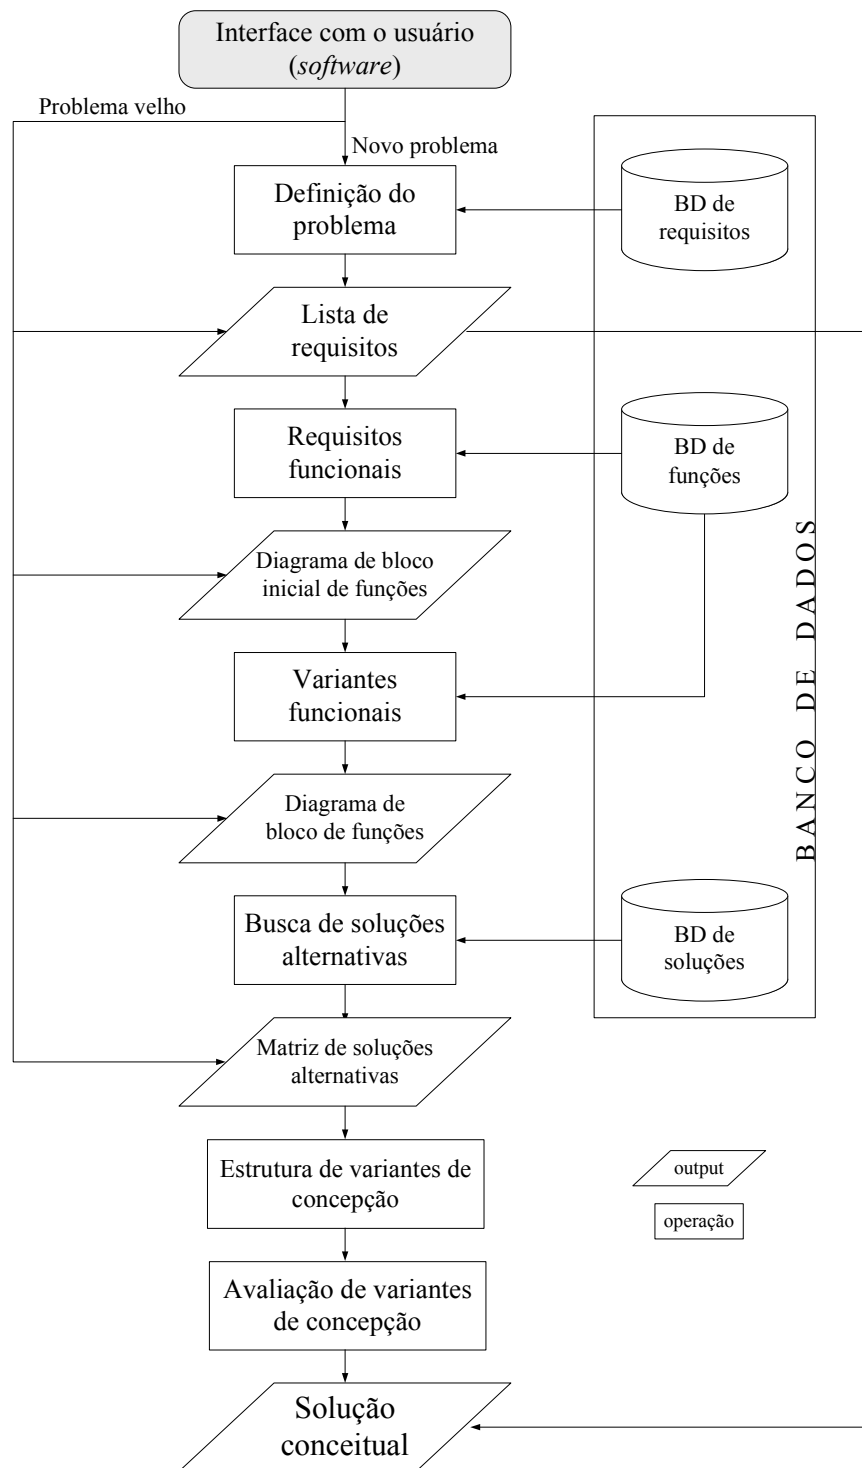 Interface com o usuário
(software)
Problema velho
Novo problema
Definição do
problema
BD de
requisitos
Lista de
requisitos
Requisitos
funcionais
BD de
funções
Diagrama de bloco
inicial de funções
Variantes
funcionais
BANCO DE DADOS
Diagrama de
bloco de funções
Busca de soluções
alternativas
BD de
soluções
Matriz de soluções
alternativas
Estrutura de variantes de
concepção
output
operação
Avaliação de variantes
de concepção
Solução
conceitual